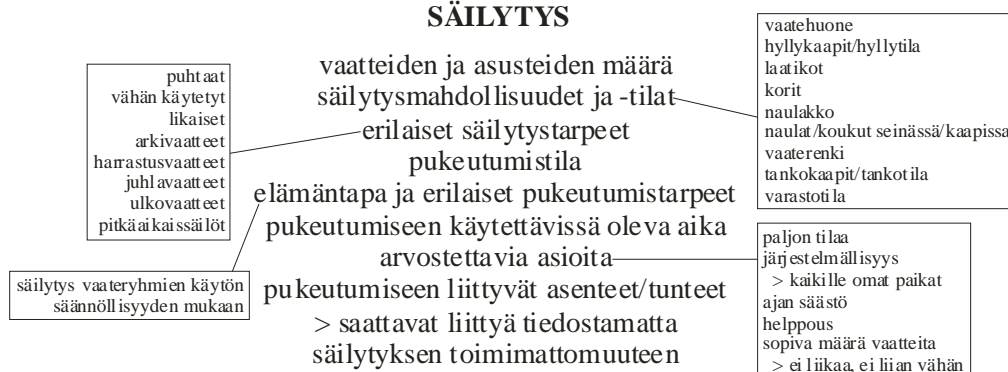 SÄILYTYS
vaatteiden ja asusteiden määrä
säilytysmahdollisuudet ja -tilat
erilaiset säilytystarpeet
pukeutumistila
elämäntapa ja erilaiset pukeutumistarpeet
pukeutumiseen käytettävissä oleva aika
arvostettavia asioita
pukeutumiseen liittyvät asenteet/tunteet
> saattavat liittyä tiedostamatta
säilytyksen toimimattomuuteen
puhtaat
vähän käytetyt
likaiset
arkivaatteet
harrastusvaatteet
juhlavaatteet
ulkovaatteet
pitkäaikaissäilöt
säilytys vaateryhmien käytön
säännöllisyyden mukaan
vaatehuone
hyllykaapit/hyllytila
laatikot
korit
naulakko
naulat/koukut seinässä/kaapissa
vaaterenki
tankokaapit/tankotila
varastotila
paljon tilaa
järjestelmällisyys
> kaikille omat paikat
ajan säästö
helppous
sopiva määrä vaatteita
> ei liikaa, ei liian vähän